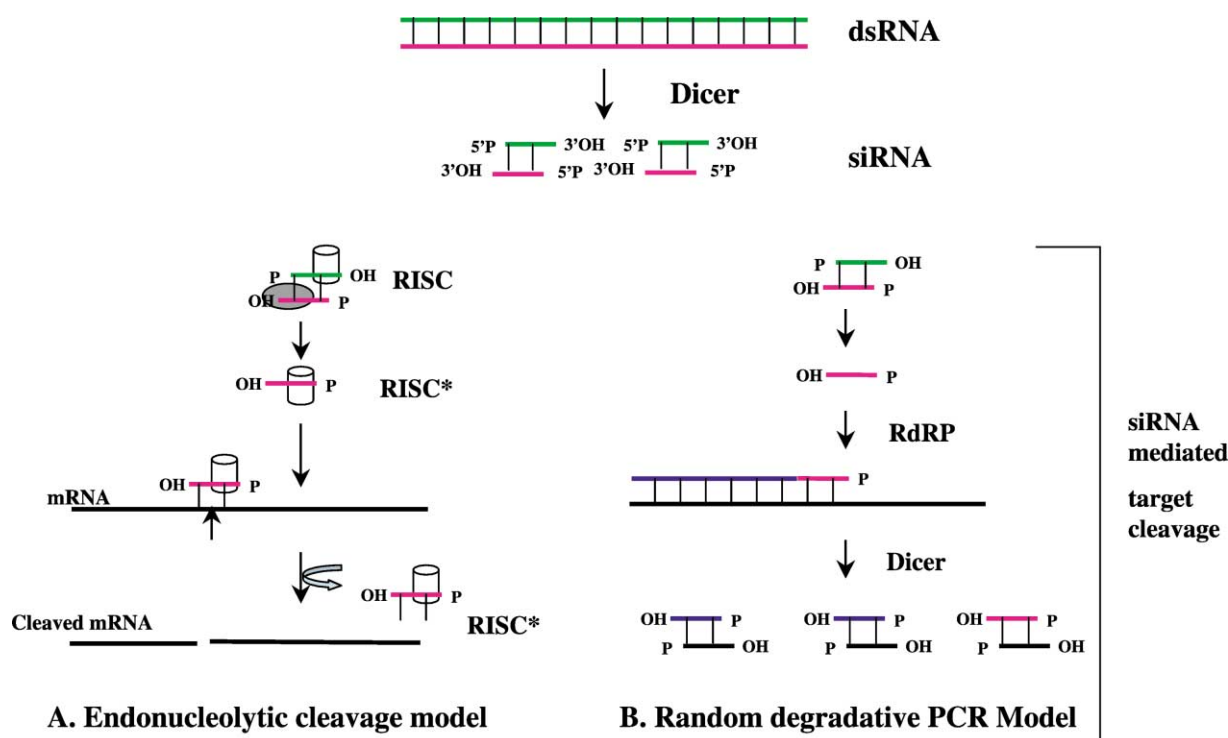 dsRNA
Dicer
5’P 3’OH 5’P 3’OH
3’OH 5’P 3’OH 5’P
siRNA
P OH
OH P
RISC
OH P
RISC*
OH P
mRNA
OH P
RISC*
Cleaved mRNA
A. Endonucleolytic cleavage model
P OH
OH P
OH P
RdRP
P
Dicer
OH P OH P OH P
P OH P OH P OH
B. Random degradative PCR Model
siRNA
mediated
target
cleavage